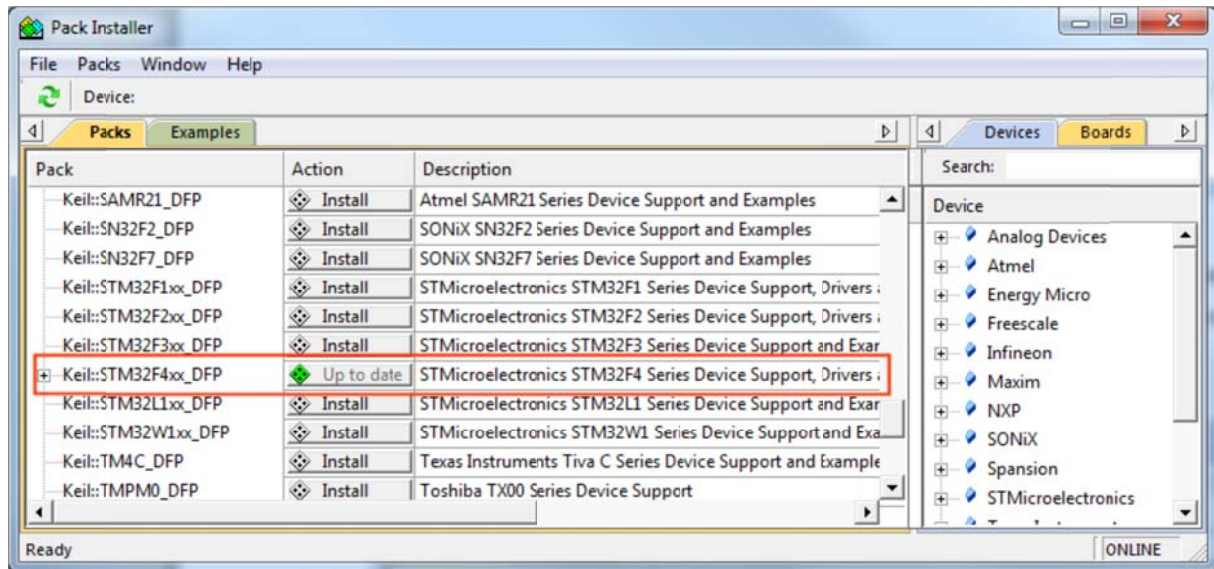 Pack Installer
File Packs Window Help
Device:
Packs Examples
Pack Action Description
Keil::SAMR21_DFP Install Atmel SAMR21 Series Device Support and Examples
Keil::SN32F2_DFP Install SONiX SN32F2 Series Device Support and Examples
Keil::SN32F7_DFP Install SONiX SN32F7 Series Device Support and Examples
Keil::STM32F1xx_DFP Install STMicroelectronics STM32F1 Series Device Support, Drivers
Keil::STM32F2xx_DFP Install STMicroelectronics STM32F2 Series Device Support, Drivers
Keil::STM32F3xx_DFP Install STMicroelectronics STM32F3 Series Device Support and Exar
Keil::STM32F4xx_DFP Up to date STMicroelectronics STM32F4 Series Device Support, Drivers
Keil::STM32L1xx_DFP Install STMicroelectronics STM32L1 Series Device Support and Exar
Keil::STM32W1xx_DFP Install STMicroelectronics STM32W1 Series Device Support and Exa
Keil::TM4C_DFP Install Texas Instruments Tiva C Series Device Support and Example
Keil::TMPM0_DFP Install Toshiba TX00 Series Device Support
Devices Boards
Search:
Device
Analog Devices
Atmel
Energy Micro
Freescale
Infineon
Maxim
NXP
SONiX
Spansion
STMicroelectronics
Ready ONLINE